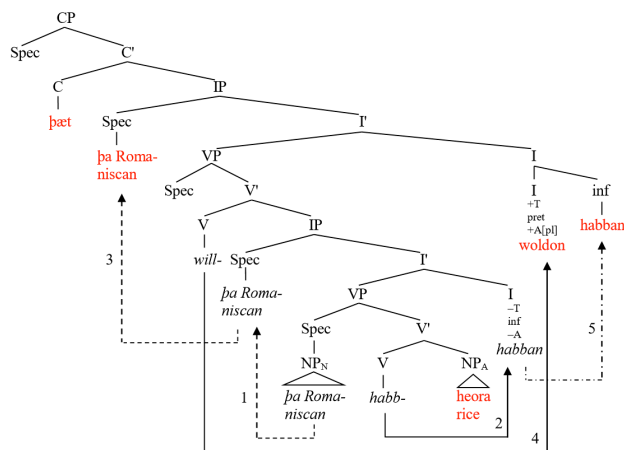 CP
Spec C'
C IP
þæt Spec I'
þa Roma-
niscan
VP I
Spec V' I inf
+T
pret
+A[pl]
woldon
habban
V IP
will- Spec I'
3
þa Roma-
niscan
VP I
–T
inf
–A
habban
5
Spec V'
NPN V NPA
1
þa Roma-
niscan
habb- heora
rice
2
4